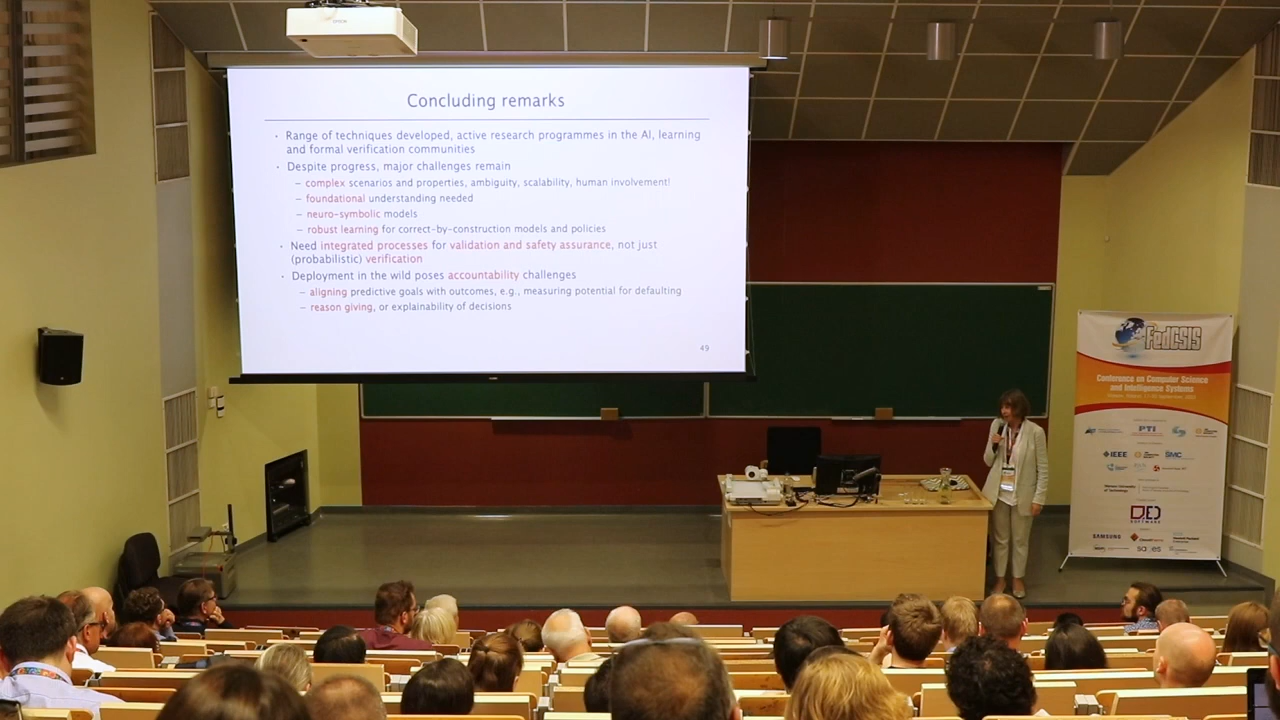 EPSON
Concluding remarks
• Range of techniques developed, active research programmes in the AI, learning
and formal verification communities
• Despite progress, major challenges remain
– complex scenarios and properties, ambiguity, scalability, human involvement!
– foundational understanding needed
– neuro-symbolic models
– robust learning for correct-by-construction models and policies
• Need integrated processes for validation and safety assurance, not just
(probabilistic) verification
• Deployment in the wild poses accountability challenges
– aligning predictive goals with outcomes, e.g., measuring potential for defaulting
– reason giving, or explainability of decisions
49
FedCSIS
Conference on Computer Science
and Intelligence Systems
PTI
IEEE
SMC
SOFTWARE
SAMSUNG